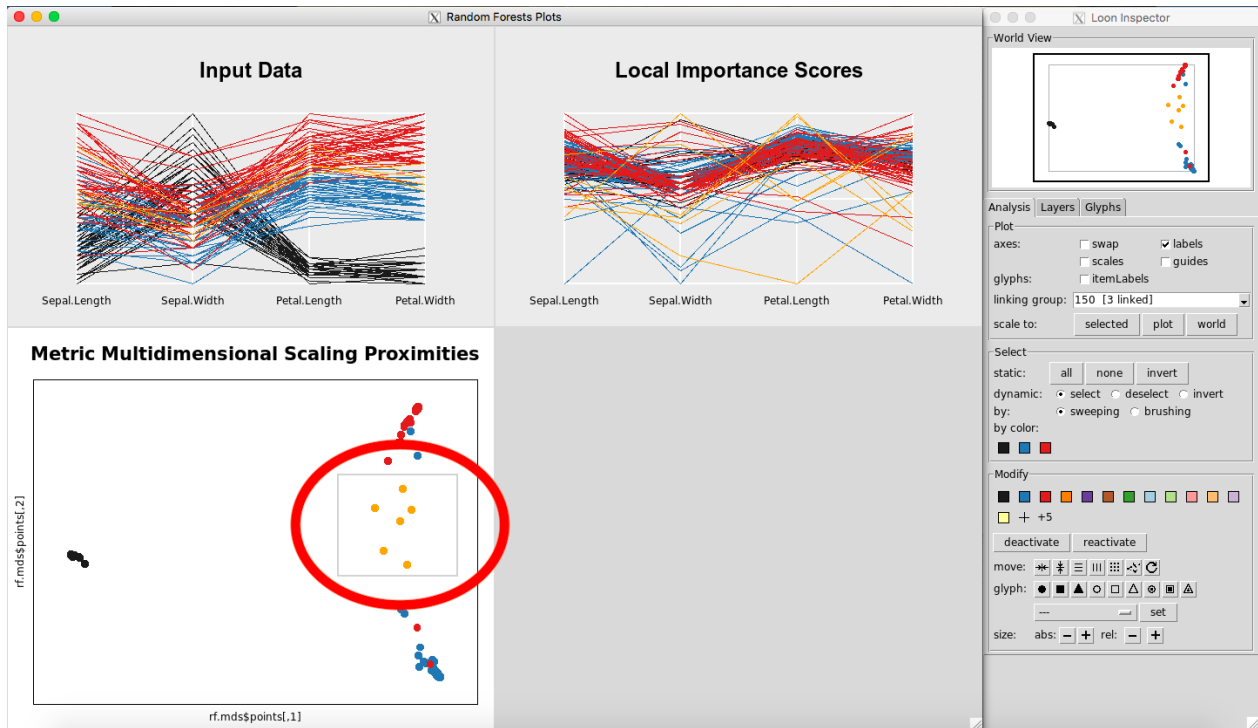 Random Forests Plots
Input Data
Local Importance Scores
Sepal.Length Sepal.Width Petal.Length Petal.Width
Sepal.Length Sepal.Width Petal.Length Petal.Width
Metric Multidimensional Scaling Proximities
rf.mds$points[,2]
rf.mds$points[,1]
Loon Inspector
World View
Analysis Layers Glyphs
Plot
axes: swap labels
scales guides
glyphs: itemLabels
linking group: 150 [3 linked]
scale to: selected plot world
Select
static: all none invert
dynamic: select deselect invert
by: sweeping brushing
by color:
Modify
+5
deactivate reactivate
move:
glyph:
--- set
size: abs: − + rel: − +